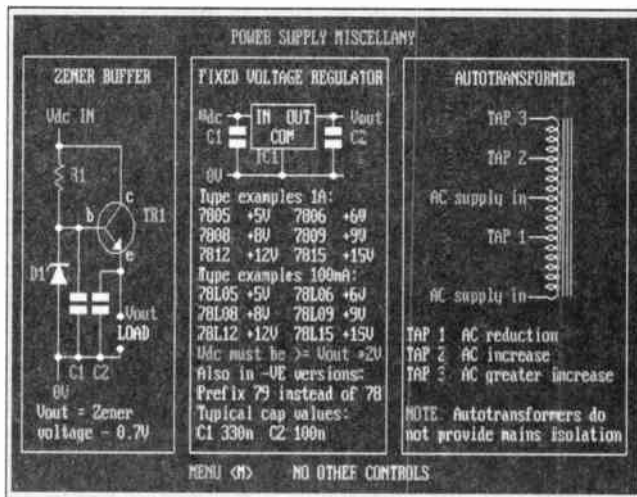 POWER SUPPLY MISCELLANY
ZENER BUFFER
Vdc IN
R1
c
b
TR1
e
D1
Vout
LOAD
C1 C2
0V
Vout = Zener
voltage - 0.7V
FIXED VOLTAGE REGULATOR
Vdc
IN OUT
Vout
C1
COM
C2
IC1
0V
Type examples 1A:
7805 +5V 7806 +6V
7808 +8V 7809 +9V
7812 +12V 7815 +15V
Type examples 100mA:
78L05 +5V 78L06 +6V
78L08 +8V 78L09 +9V
78L12 +12V 78L15 +15V
Vdc must be >= Vout +2V
Also in -VE versions:
Prefix 79 instead of 78
Typical cap values:
C1 330n C2 100n
AUTOTRANSFORMER
TAP 3
TAP 2
AC supply in
TAP 1
AC supply in
TAP 1 AC reduction
TAP 2 AC increase
TAP 3 AC greater increase
NOTE. Autotransformers do
not provide mains isolation
MENU <M> NO OTHER CONTROLS